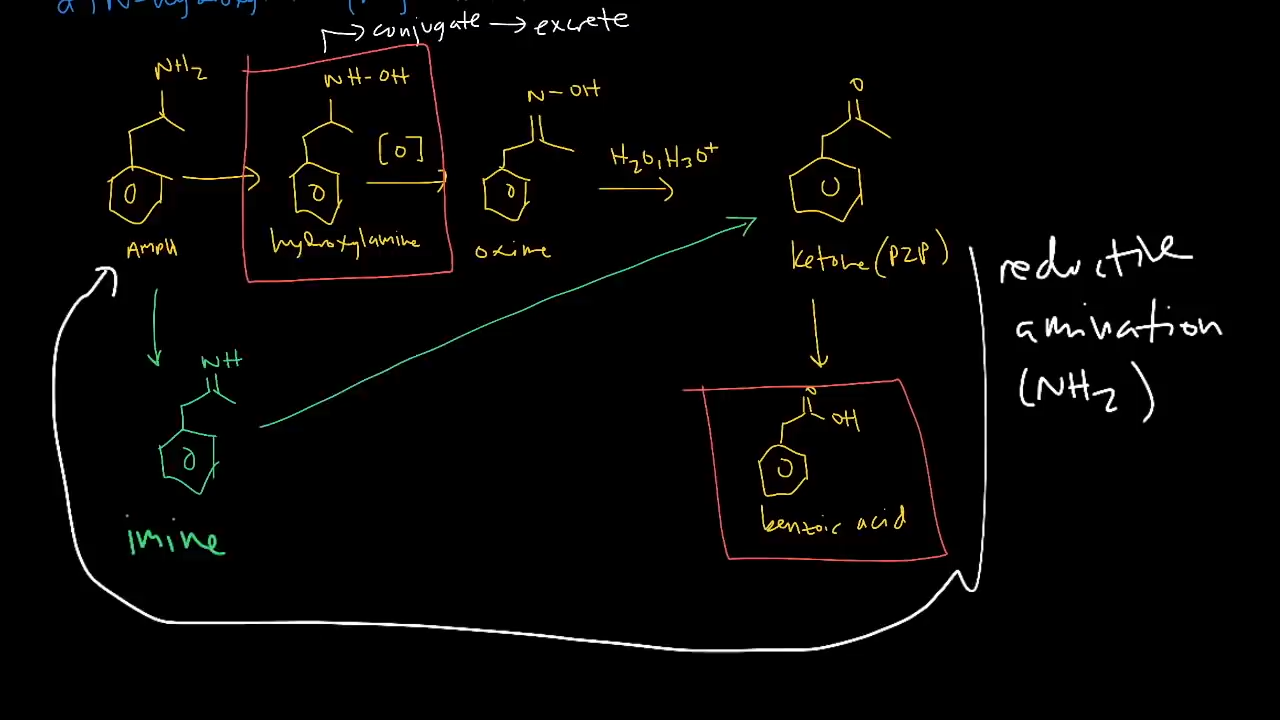 conjugate → excrete
NH2
NH-OH
N-OH
O
[O]
H2O, H3O+
AMPH
hydroxylamine
oxime
ketone (P2P)
reductive
amination
(NH2)
NH
O
OH
benzoic acid
imine